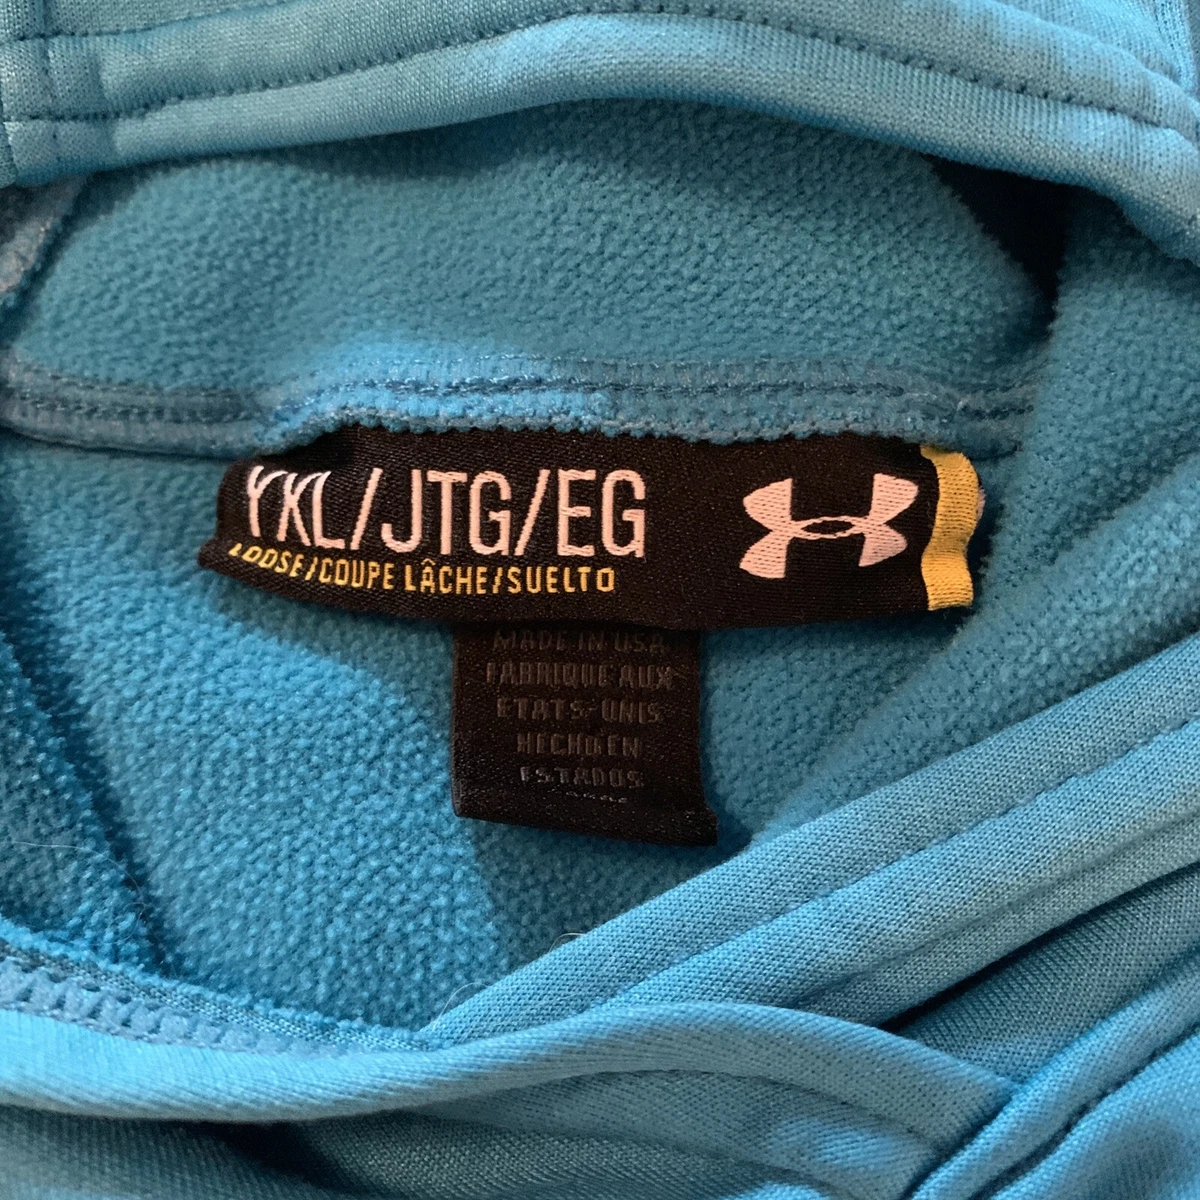 YXL/JTG/EG
LOOSE/COUPE LÂCHE/SUELTO
MADE IN USA
FABRIQUE AUX
ETATS-UNIS
HECHO EN
ESTADOS